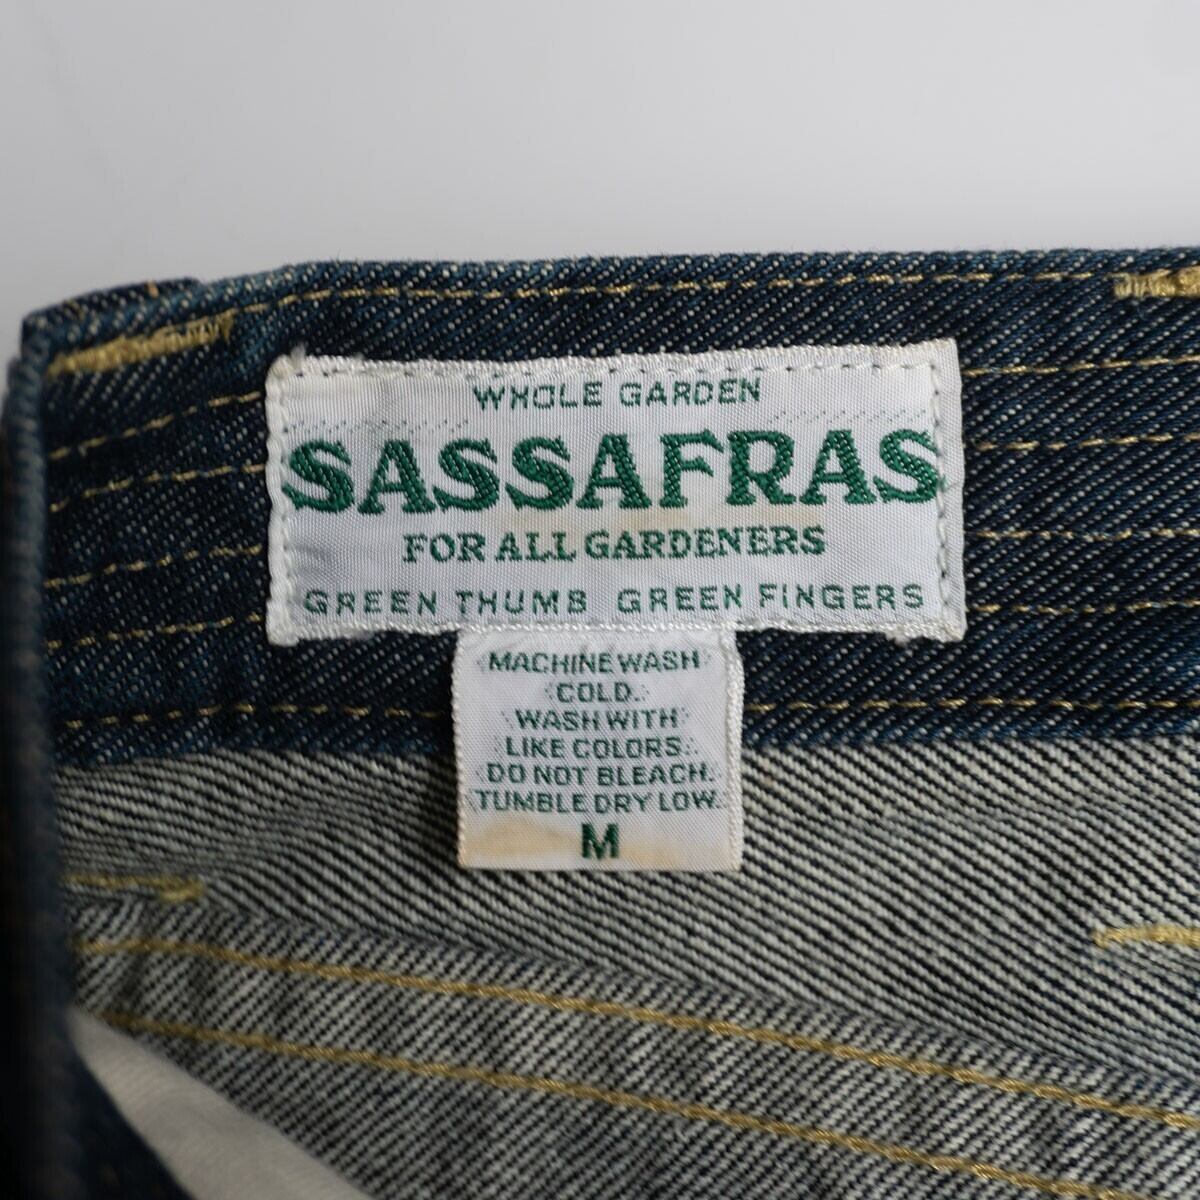 WHOLE GARDEN
SASSAFRAS
FOR ALL GARDENERS
GREEN THUMB GREEN FINGERS
MACHINE WASH
COLD.
WASH WITH
LIKE COLORS.
DO NOT BLEACH.
TUMBLE DRY LOW.
M